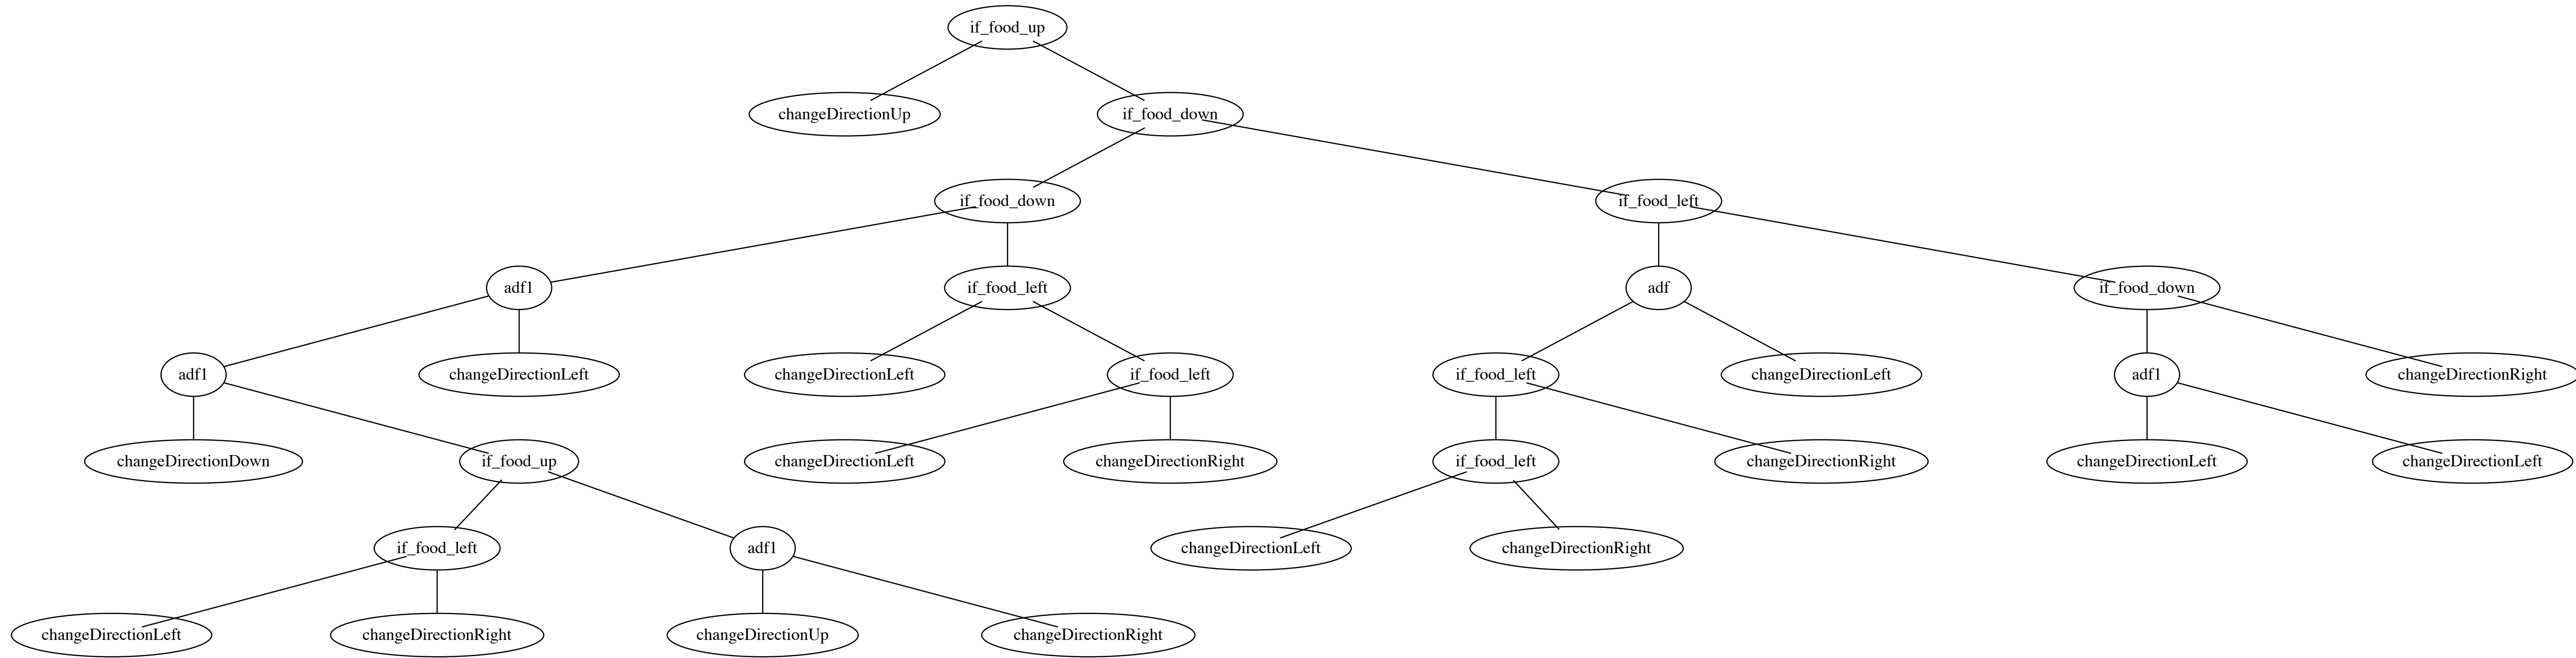 if_food_up
changeDirectionUp
if_food_down
if_food_down
if_food_left
adf1
if_food_left
adf
if_food_down
adf1
changeDirectionLeft
changeDirectionLeft
if_food_left
if_food_left
changeDirectionLeft
adf1
changeDirectionRight
changeDirectionDown
if_food_up
changeDirectionLeft
changeDirectionRight
if_food_left
changeDirectionRight
changeDirectionLeft
changeDirectionLeft
if_food_left
adf1
changeDirectionLeft
changeDirectionRight
changeDirectionLeft
changeDirectionRight
changeDirectionUp
changeDirectionRight